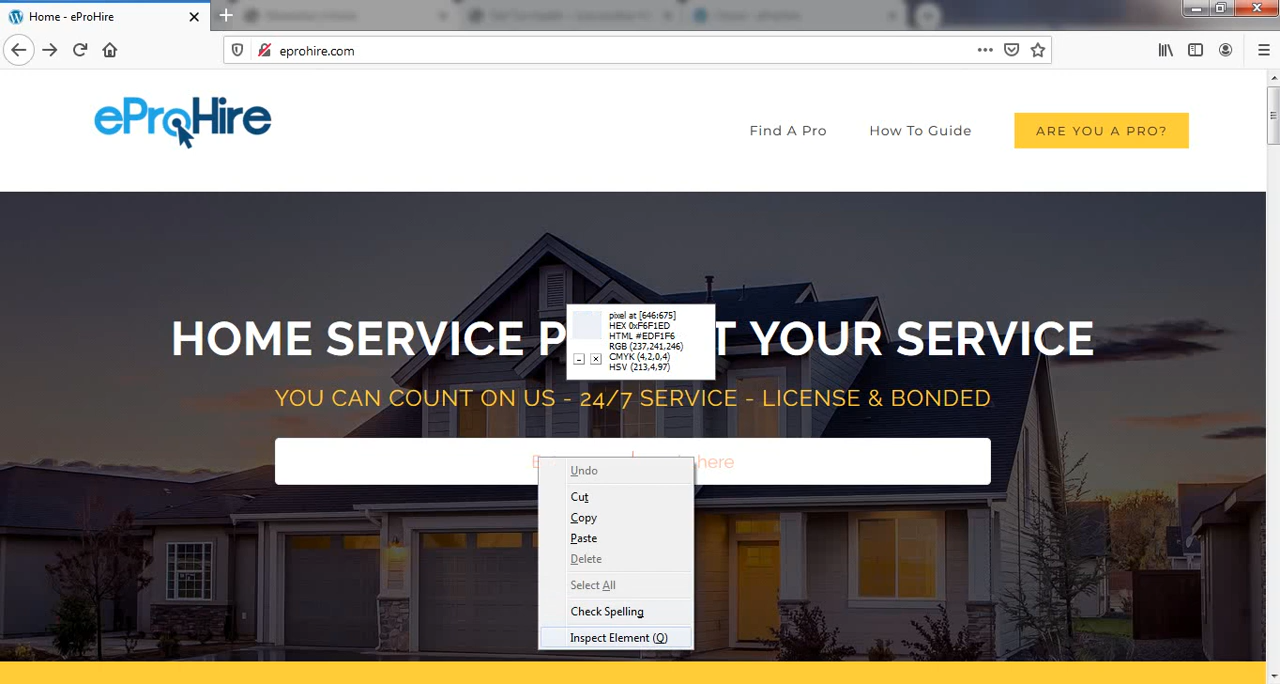 Home - eProHire
eprohire.com
eProHire
Find A Pro
How To Guide
ARE YOU A PRO?
pixel at [646:675]
HEX 0xF6F1ED
HTML #EDF1F6
RGB (237,241,246)
CMYK (4,2,0,4)
HSV (213,4,97)
HOME SERVICE P T YOUR SERVICE
YOU CAN COUNT ON US - 24/7 SERVICE - LICENSE & BONDED
here
Undo
Cut
Copy
Paste
Delete
Select All
Check Spelling
Inspect Element (Q)